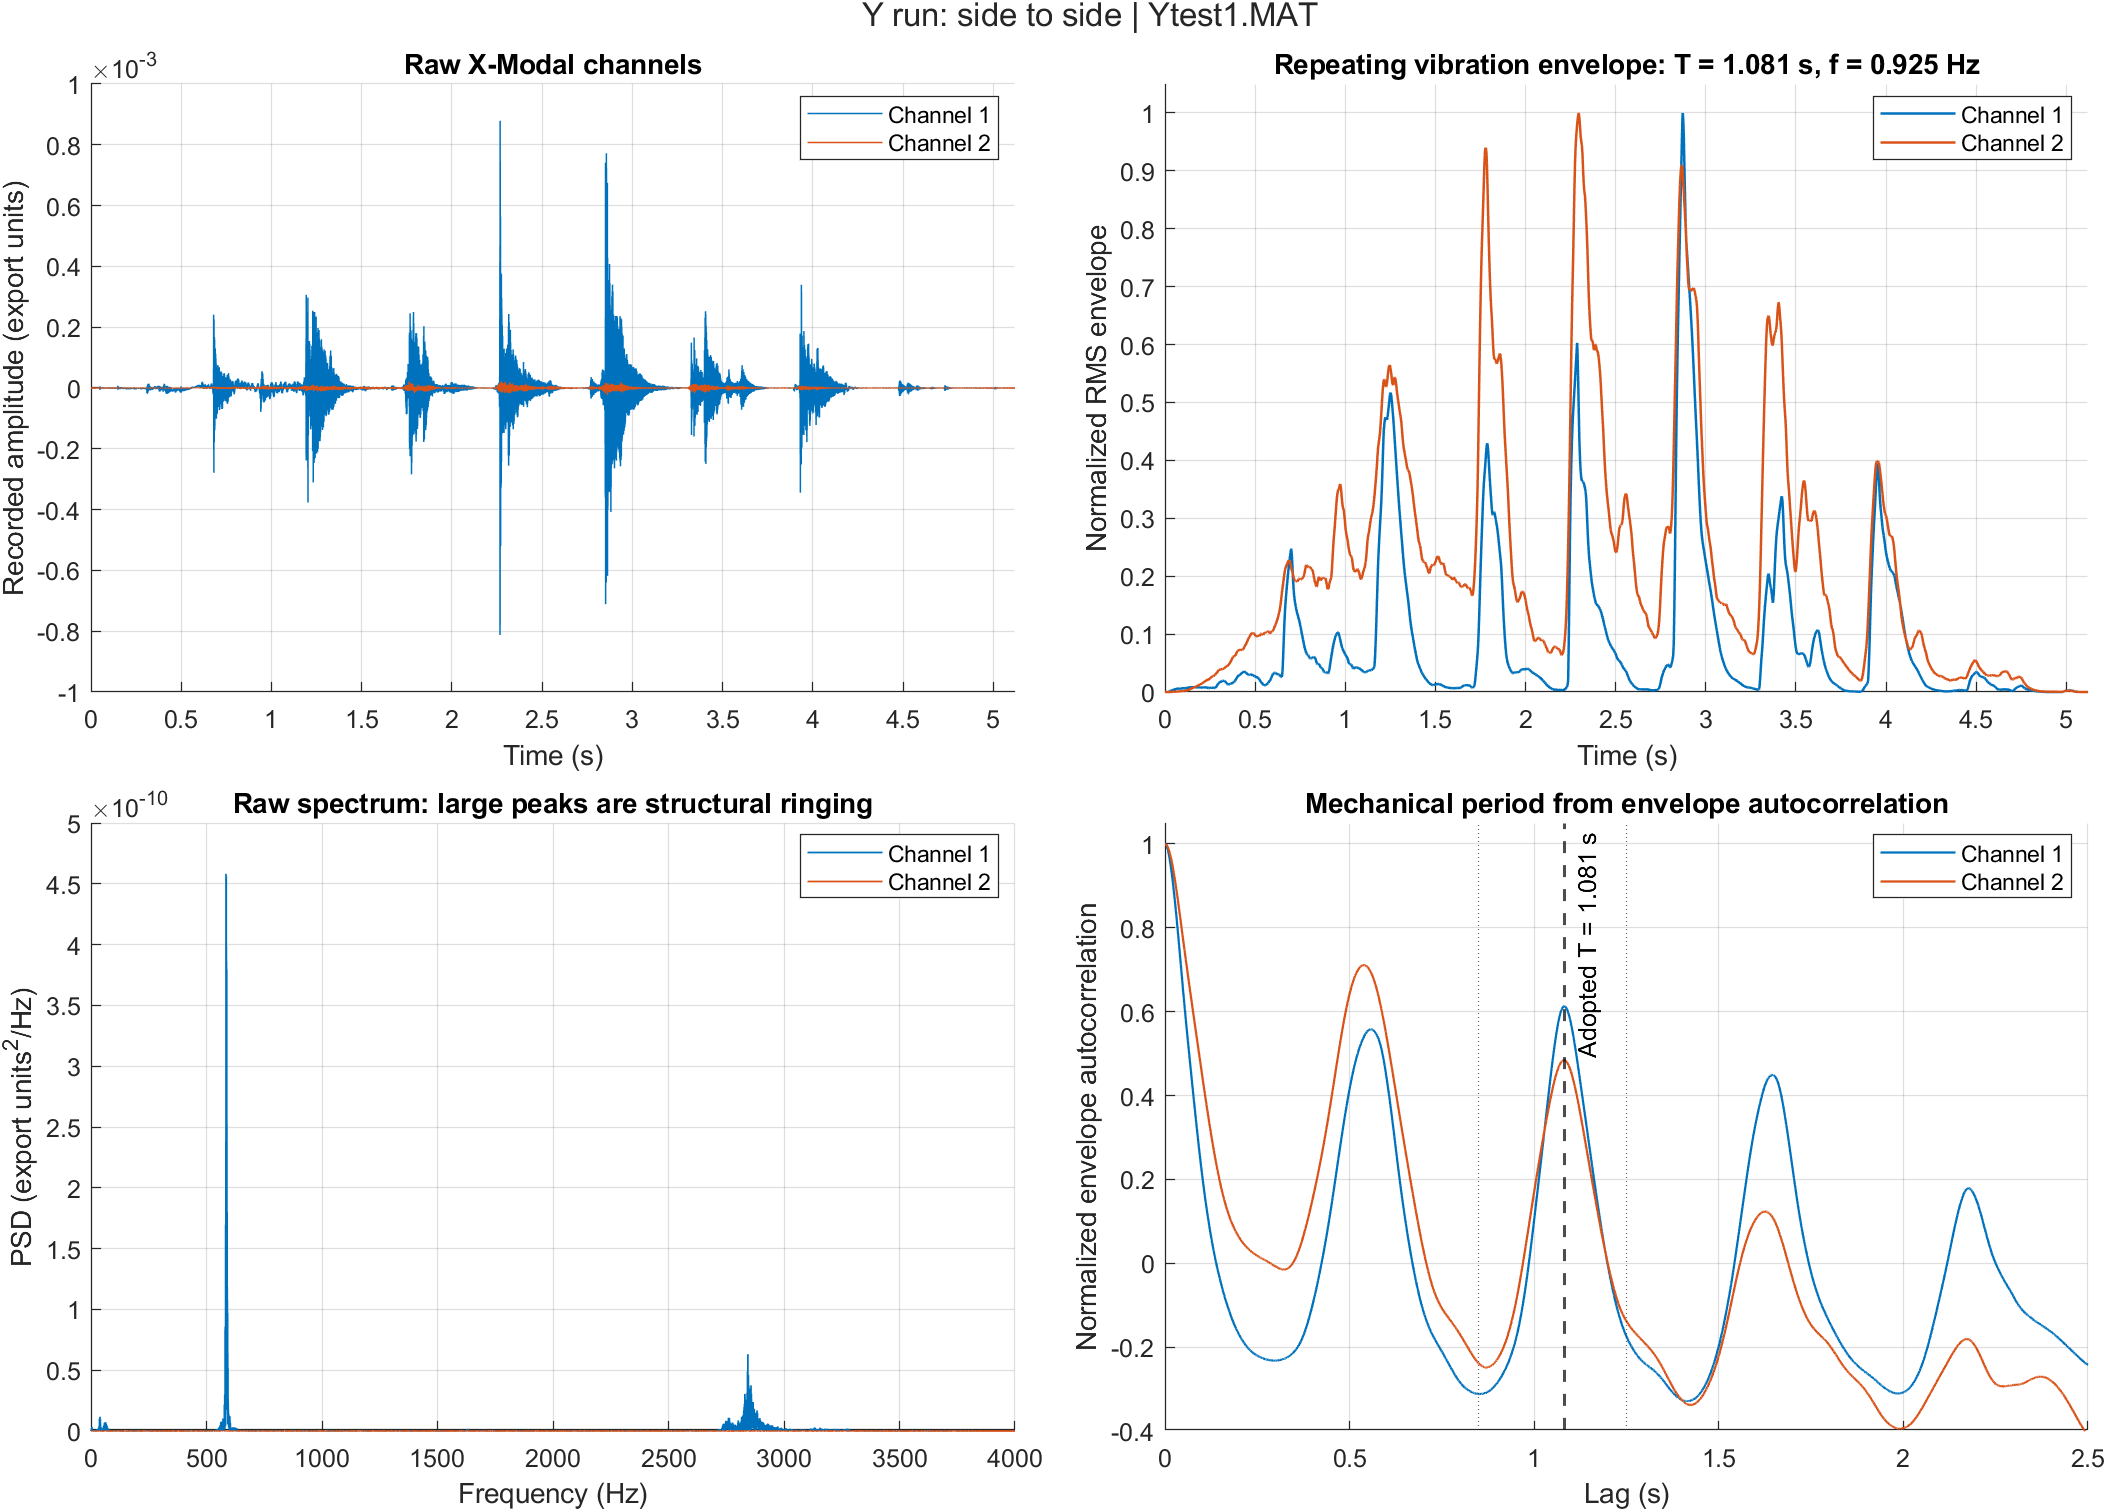 Y run: side to side | Ytest1.MAT
Raw X-Modal channels
×10-3
1
0.8
0.6
0.4
0.2
0
-0.2
-0.4
-0.6
-0.8
-1
Recorded amplitude (export units)
Channel 1
Channel 2
0 0.5 1 1.5 2 2.5 3 3.5 4 4.5 5
Time (s)
Repeating vibration envelope: T = 1.081 s, f = 0.925 Hz
1
0.9
0.8
0.7
0.6
0.5
0.4
0.3
0.2
0.1
0
Normalized RMS envelope
Channel 1
Channel 2
0 0.5 1 1.5 2 2.5 3 3.5 4 4.5 5
Time (s)
Raw spectrum: large peaks are structural ringing
×10-10
5
4.5
4
3.5
3
2.5
2
1.5
1
0.5
0
PSD (export units2/Hz)
Channel 1
Channel 2
0 500 1000 1500 2000 2500 3000 3500 4000
Frequency (Hz)
Mechanical period from envelope autocorrelation
1
0.8
0.6
0.4
0.2
0
-0.2
-0.4
Normalized envelope autocorrelation
Adopted T = 1.081 s
Channel 1
Channel 2
0 0.5 1 1.5 2 2.5
Lag (s)